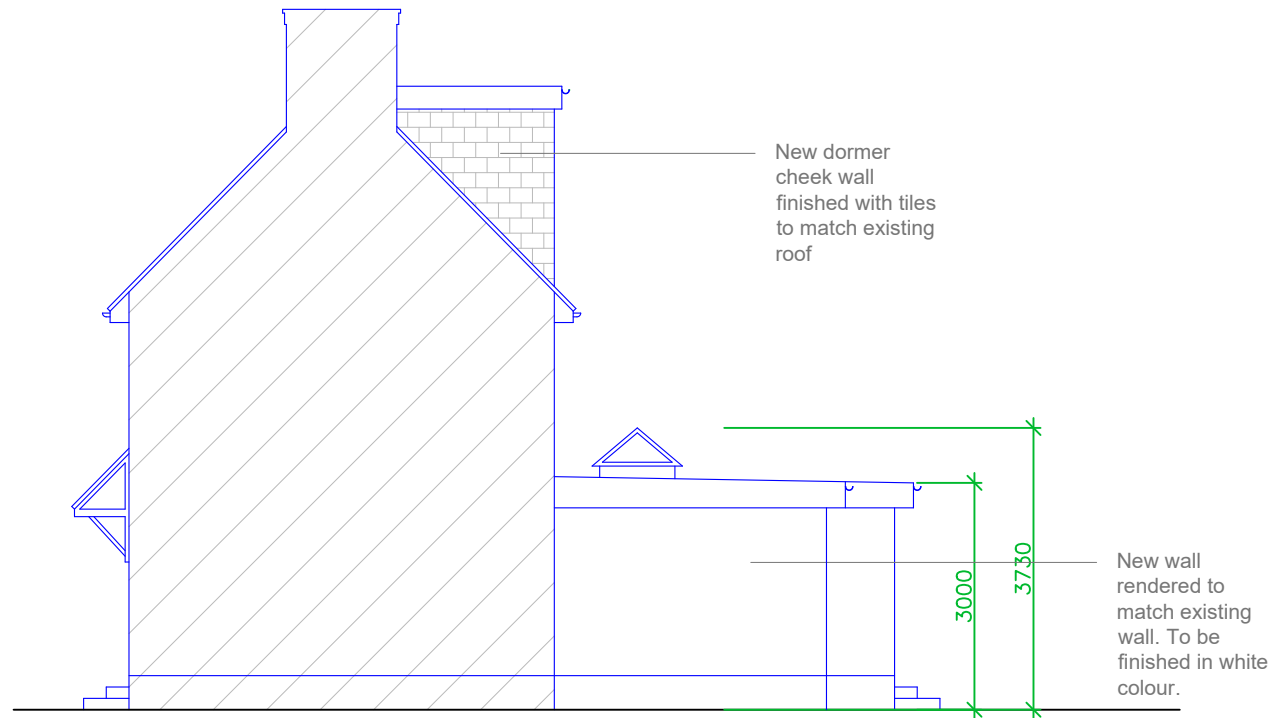 New dormer
cheek wall
finished with tiles
to match existing
roof
3730
3000
New wall
rendered to
match existing
wall. To be
finished in white
colour.